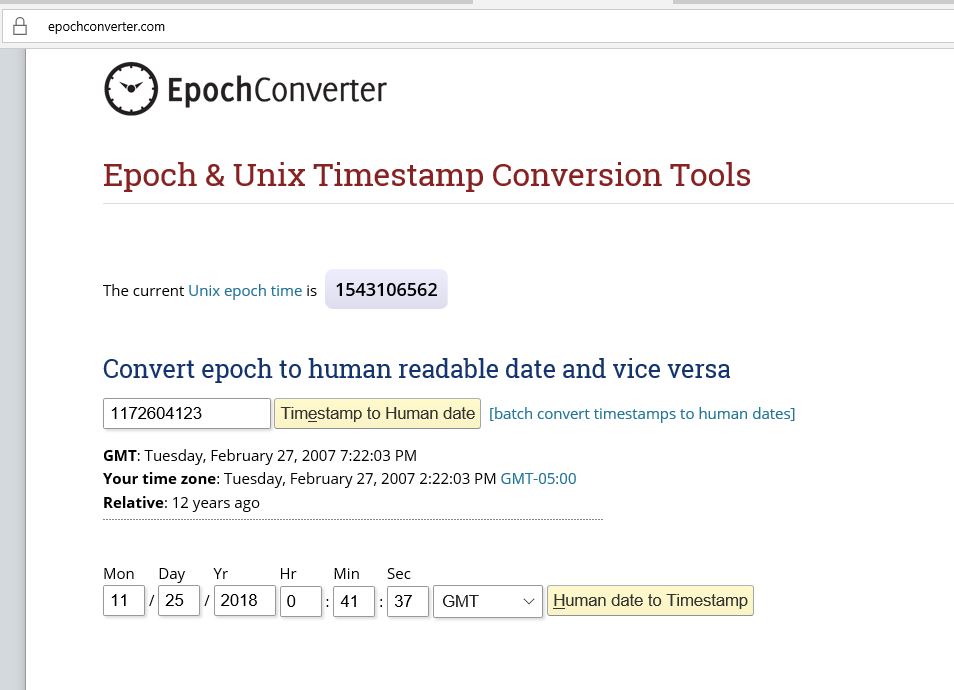 epochconverter.com
EpochConverter
Epoch & Unix Timestamp Conversion Tools
The current Unix epoch time is 1543106562
Convert epoch to human readable date and vice versa
1172604123 Timestamp to Human date [batch convert timestamps to human dates]
GMT: Tuesday, February 27, 2007 7:22:03 PM
Your time zone: Tuesday, February 27, 2007 2:22:03 PM GMT-05:00
Relative: 12 years ago
Mon Day Yr Hr Min Sec
11 / 25 / 2018 0 : 41 : 37 GMT Human date to Timestamp